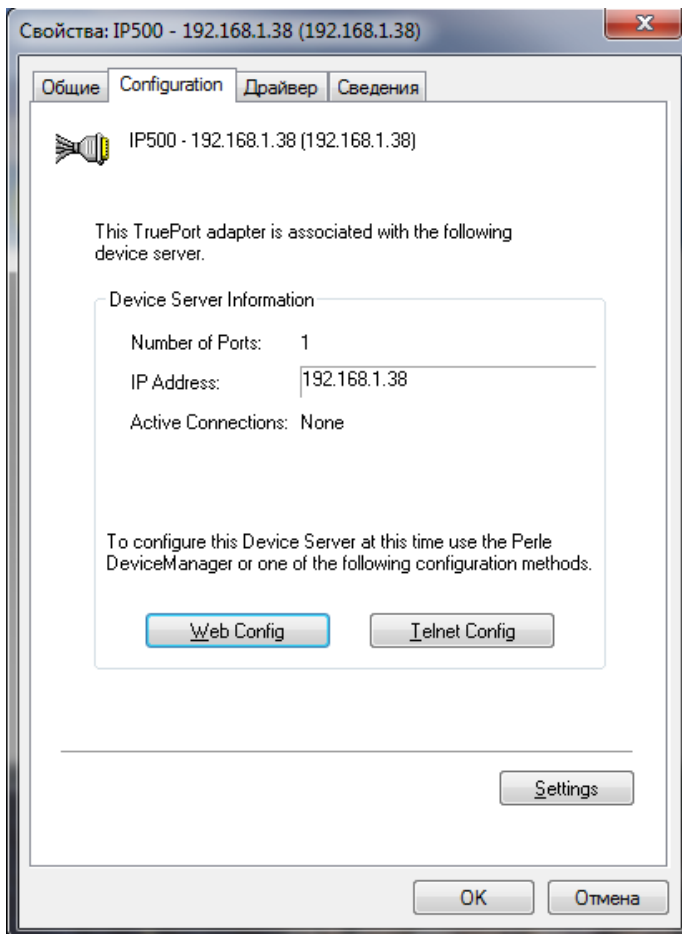 Свойства: IP500 - 192.168.1.38 (192.168.1.38)
Общие Configuration Драйвер Сведения
IP500 - 192.168.1.38 (192.168.1.38)
This TruePort adapter is associated with the following
device server.
Device Server Information
Number of Ports: 1
IP Address: 192.168.1.38
Active Connections: None
To configure this Device Server at this time use the Perle
DeviceManager or one of the following configuration methods.
Web Config Telnet Config
Settings
OK Отмена